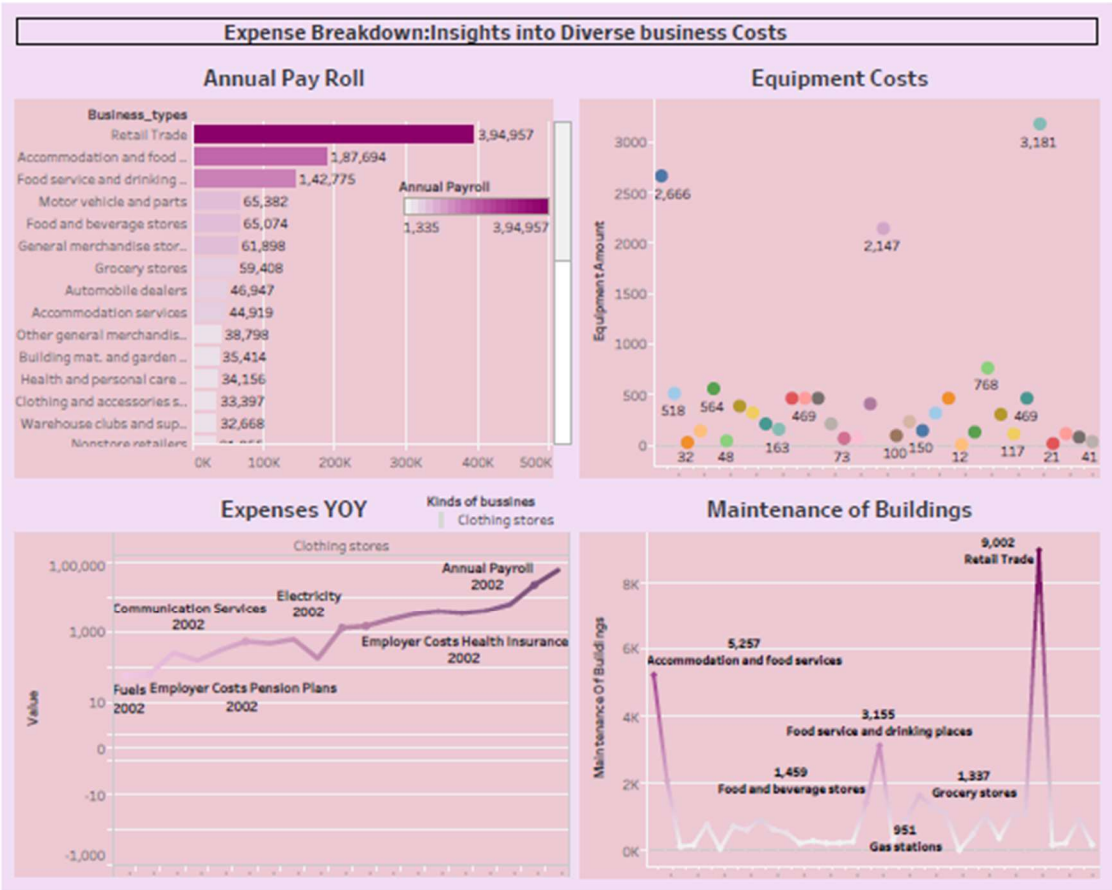 Expense Breakdown:Insights into Diverse business Costs
Annual Pay Roll
Business_types
Retail Trade 3,94,957
Accommodation and food .. 1,87,694
Food service and drinking .. 1,42,775
Motor vehicle and parts 65,382
Food and beverage stores 65,074
General merchandise stor.. 61,898
Grocery stores 59,408
Automobile dealers 46,947
Accommodation services 44,919
Other general merchandis.. 38,798
Building mat. and garden .. 35,414
Health and personal care .. 34,156
Clothing and accessories s.. 33,397
Warehouse clubs and sup.. 32,668
Nonstore retailers
0K 100K 200K 300K 400K 500K
Annual Payroll
1,335 3,94,957
Equipment Costs
Equipment Amount
3000
2500
2000
1500
1000
500
0
3,181
2,666
2,147
768
518 564 469 469
32 48 163 73 100 150 12 117 21 41
Expenses YOY
Kinds of bussines
Clothing stores
Clothing stores
Value
1,00,000
1,000
10
0
-10
-1,000
Annual Payroll
2002
Electricity
2002
Communication Services
2002
Employer Costs Health Insurance
2002
Fuels
2002
Employer Costs Pension Plans
2002
Maintenance of Buildings
Maintenance Of Buildings
8K
6K
4K
2K
0K
9,002
Retail Trade
5,257
Accommodation and food services
3,155
Food service and drinking places
1,459
Food and beverage stores
1,337
Grocery stores
951
Gas stations